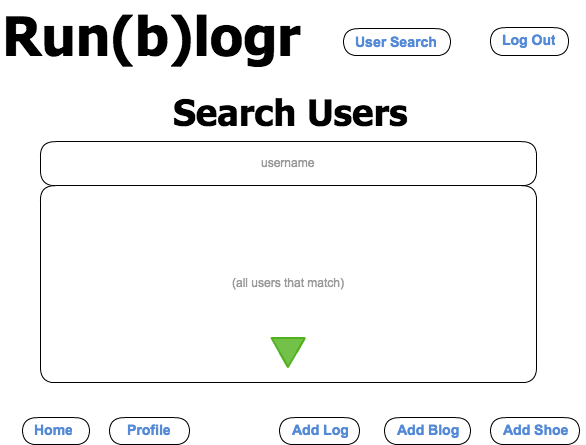 Run(b)logr
User Search
Log Out
Search Users
username
(all users that match)
Home
Profile
Add Log
Add Blog
Add Shoe